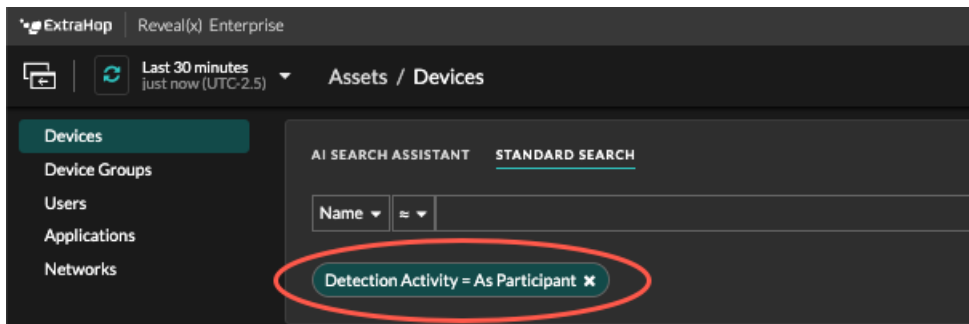 ExtraHop Reveal(x) Enterprise
Last 30 minutes
just now (UTC-2.5)
Assets / Devices
Devices
Device Groups
Users
Applications
Networks
AI SEARCH ASSISTANT STANDARD SEARCH
Name ≈
Detection Activity = As Participant ×